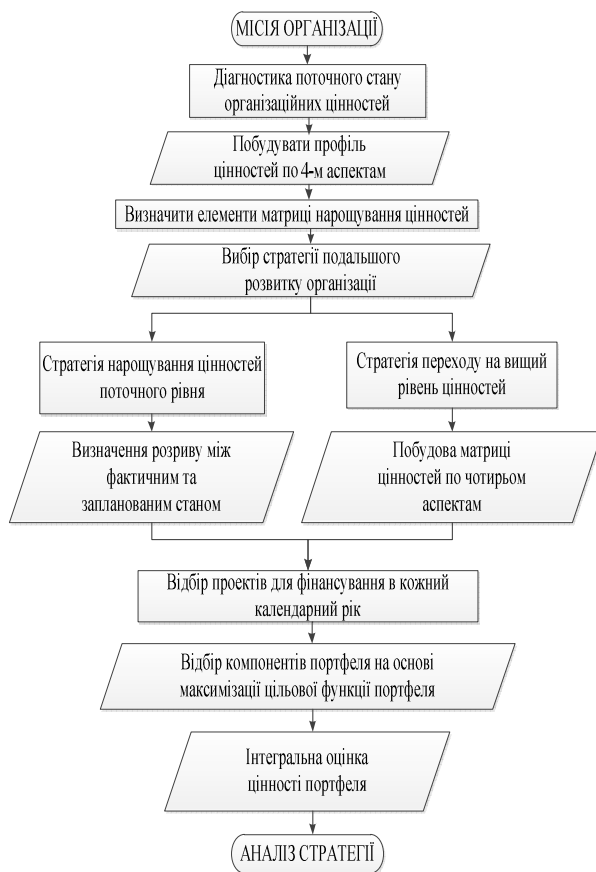 МІСІЯ ОРГАНІЗАЦІЇ
Діагностика поточного стану
організаційних цінностей
Побудувати профіль
цінностей по 4-м аспектам
Визначити елементи матриці нарощування цінностей
Вибір стратегії подальшого
розвитку організації
Стратегія нарощування цінностей
поточного рівня
Стратегія переходу на вищий
рівень цінностей
Визначення розриву між
фактичним та
запланованим станом
Побудова матриці
цінностей по чотирьом
аспектам
Відбір проектів для фінансування в кожний
календарний рік
Відбір компонентів портфеля на основі
максимізації цільової функції портфеля
Інтегральна оцінка
цінності портфеля
АНАЛІЗ СТРАТЕГІЇ